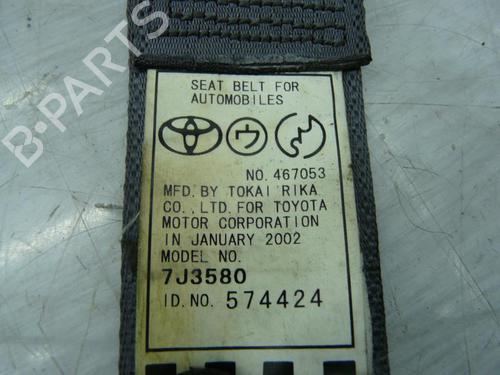 SEAT BELT FOR
AUTOMOBILES
ウ
NO. 467053
MFD. BY TOKAI RIKA
CO., LTD. FOR TOYOTA
MOTOR CORPORATION
IN JANUARY 2002
MODEL NO.
7J3580
ID. NO. 574424
B-PARTS